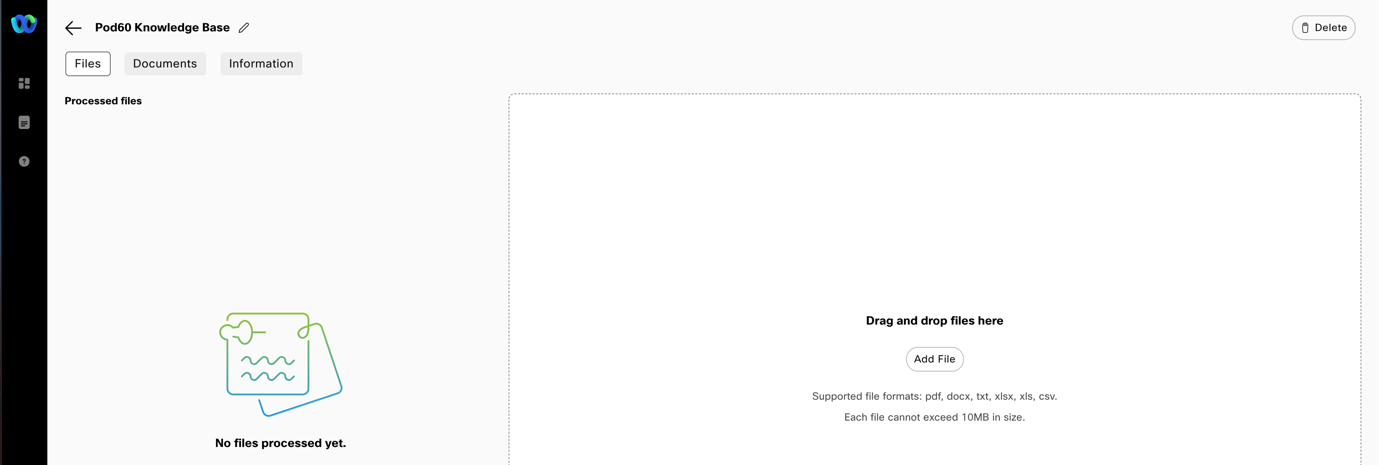 Pod60 Knowledge Base
Delete
Files
Documents
Information
Processed files
Drag and drop files here
Add File
Supported file formats: pdf, docx, txt, xlsx, xls, csv.
Each file cannot exceed 10MB in size.
No files processed yet.